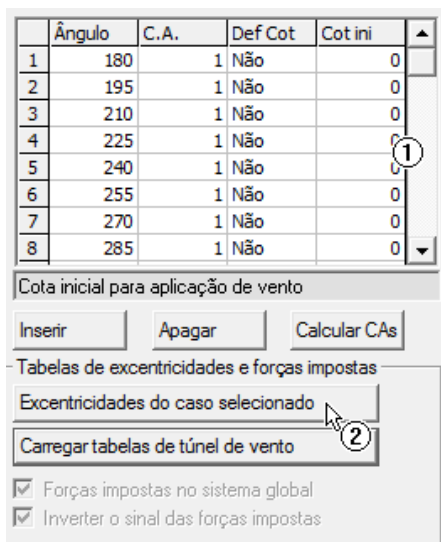 Ângulo C.A. Def Cot Cot ini
1 180 1 Não 0
2 195 1 Não 0
3 210 1 Não 0
4 225 1 Não 0
5 240 1 Não 0
6 255 1 Não 0
7 270 1 Não 0
8 285 1 Não 0
1
Cota inicial para aplicação de vento
Inserir Apagar Calcular CAs
Tabelas de excentricidades e forças impostas
Excentricidades do caso selecionado
2
Carregar tabelas de túnel de vento
Forças impostas no sistema global
Inverter o sinal das forças impostas